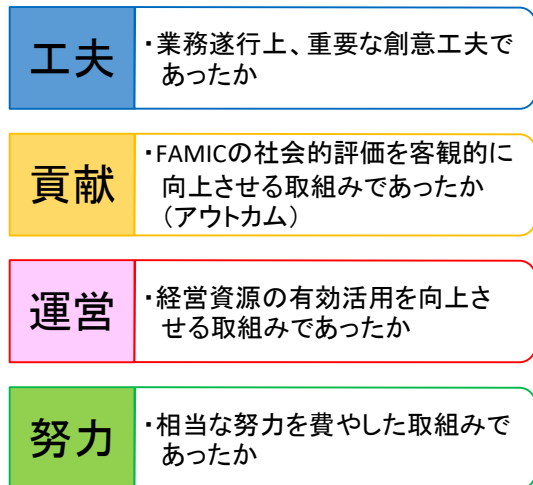 工夫
・業務遂行上、重要な創意工夫で
あったか
貢献
・FAMICの社会的評価を客観的に
向上させる取組みであったか
（アウトカム）
運営
・経営資源の有効活用を向上さ
せる取組みであったか
努力
・相当な努力を費やした取組みで
あったか